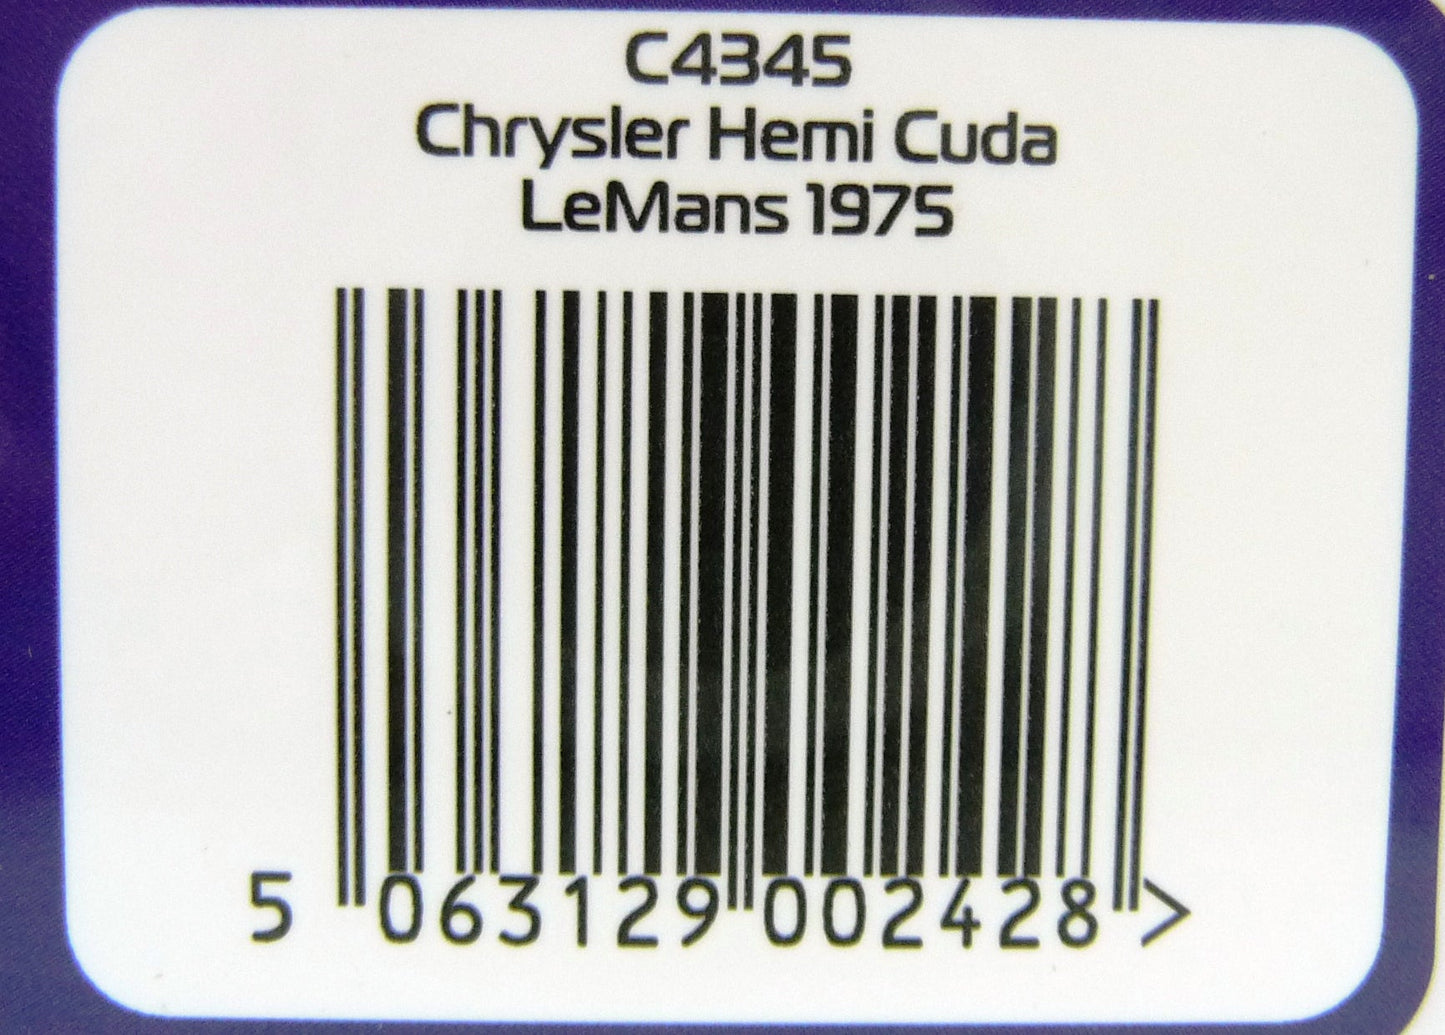 C4345
Chrysler Hemi Cuda
LeMans 1975
5 063129 002428 >